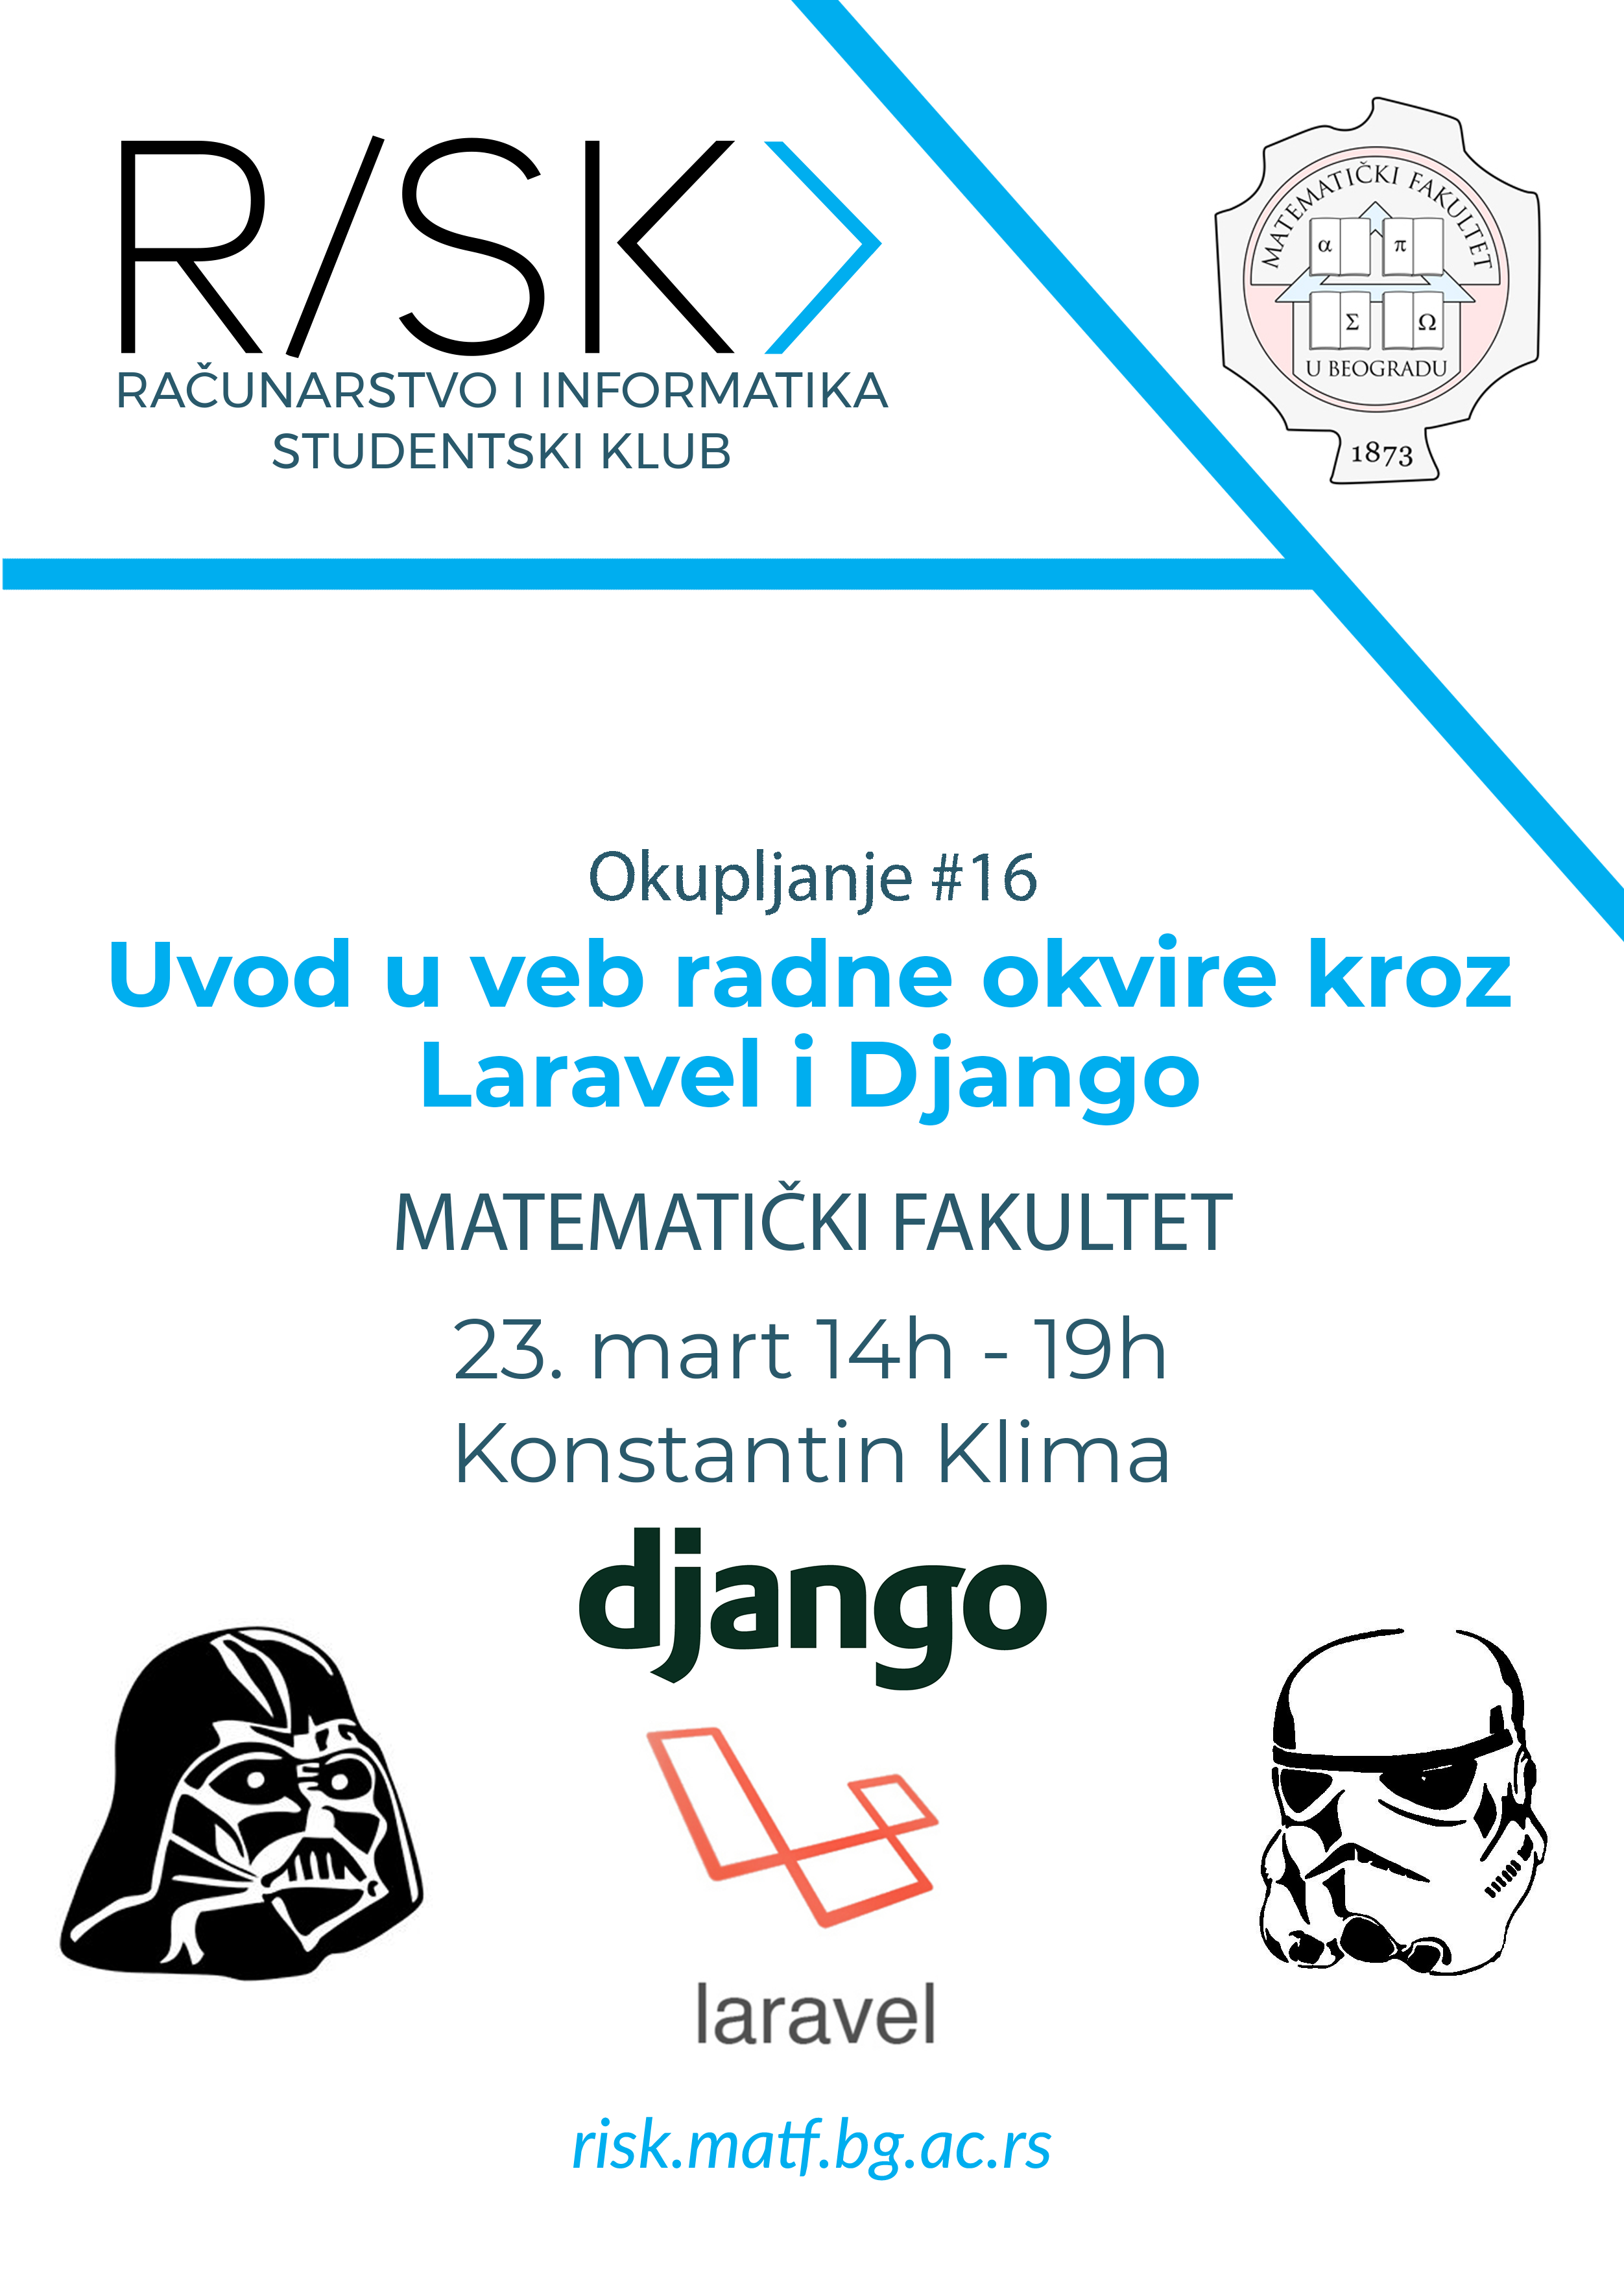 R/SK>
RAČUNARSTVO I INFORMATIKA
STUDENTSKI KLUB
MATEMATIČKI FAKULTET
α π
Σ Ω
U BEOGRADU
1873
Okupljanje #16
Uvod u veb radne okvire kroz
Laravel i Django
MATEMATIČKI FAKULTET
23. mart 14h - 19h
Konstantin Klima
django
laravel
risk.matf.bg.ac.rs